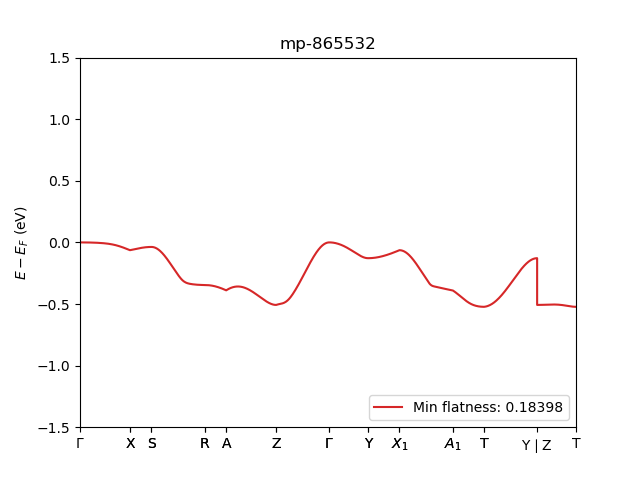 mp-865532
1.5
1.0
0.5
0.0
−0.5
−1.0
−1.5
E − E_F (eV)
Min flatness: 0.18398
Γ X S R A Z Γ Y X₁ A₁ T Y | Z T